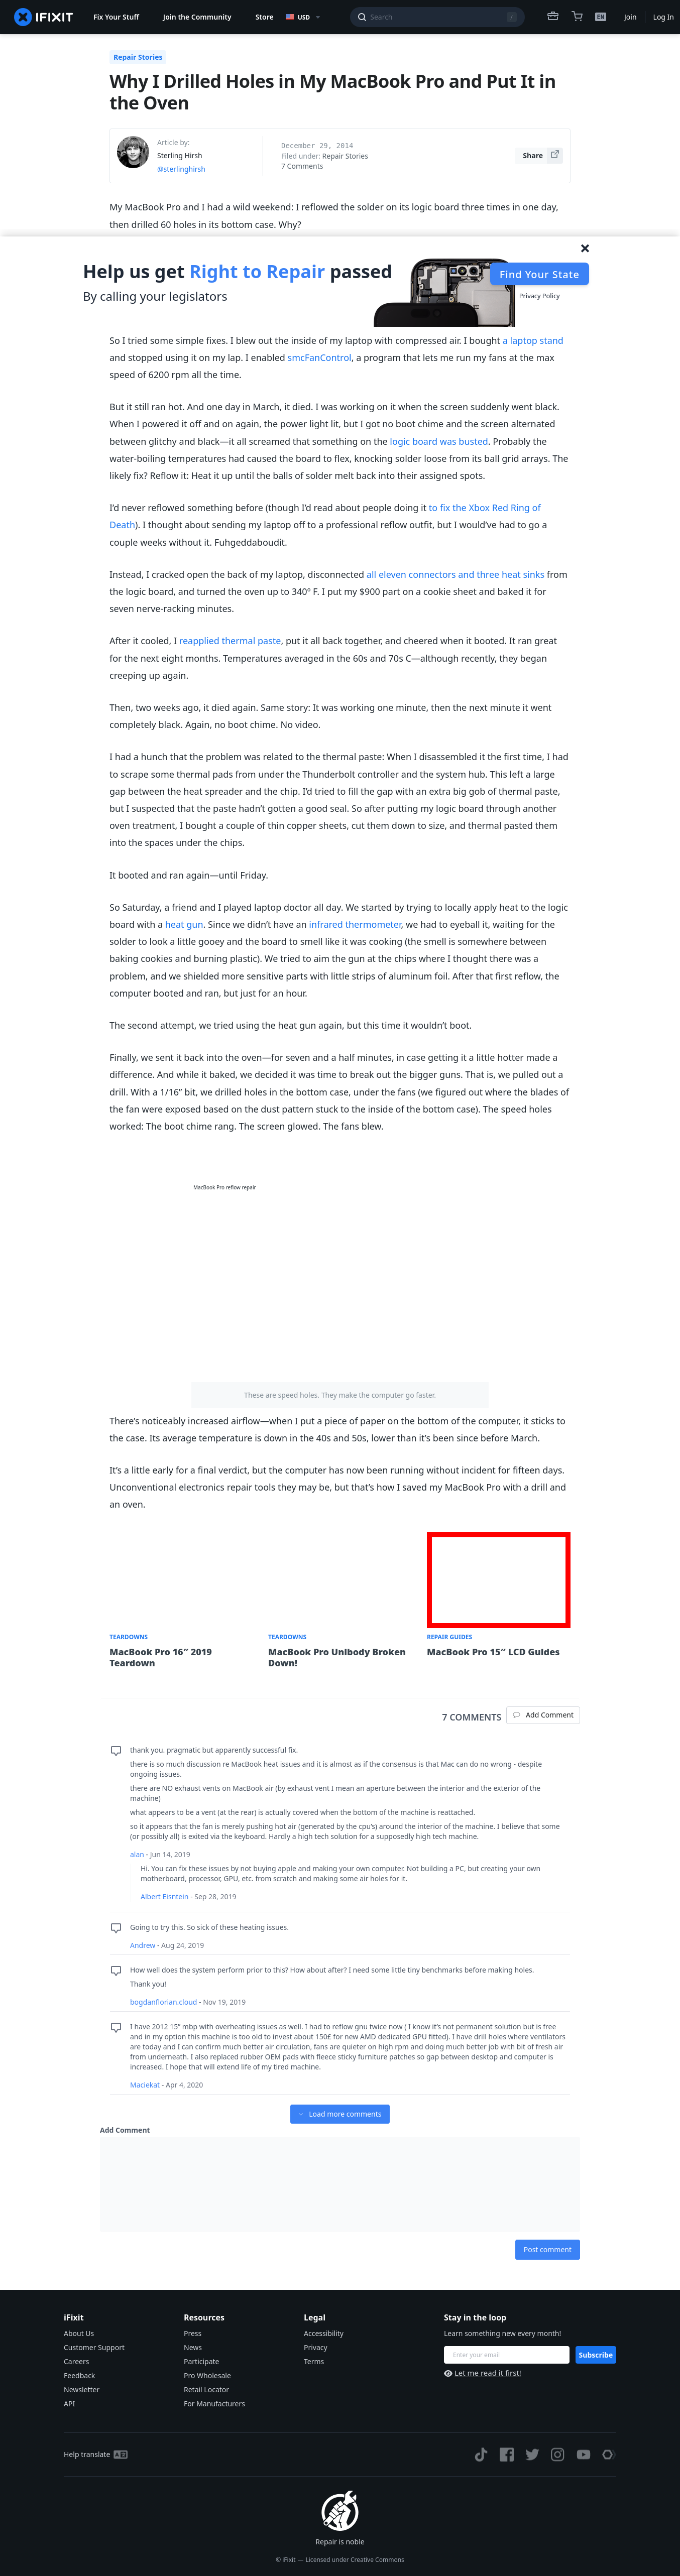 IFIXIT
Fix Your Stuff
Join the Community
Store
USD
Search
/
EN
Join
Log In
Repair Stories
Why I Drilled Holes in My MacBook Pro and Put It in
the Oven
Article by:
Sterling Hirsh
@sterlinghirsh
December 29, 2014
Filed under: Repair Stories
7 Comments
Share
My MacBook Pro and I had a wild weekend: I reflowed the solder on its logic board three times in one day,
then drilled 60 holes in its bottom case. Why?
Help us get Right to Repair passed
By calling your legislators
Find Your State
Privacy Policy
So I tried some simple fixes. I blew out the inside of my laptop with compressed air. I bought a laptop stand
and stopped using it on my lap. I enabled smcFanControl, a program that lets me run my fans at the max
speed of 6200 rpm all the time.
But it still ran hot. And one day in March, it died. I was working on it when the screen suddenly went black.
When I powered it off and on again, the power light lit, but I got no boot chime and the screen alternated
between glitchy and black—it all screamed that something on the logic board was busted. Probably the
water-boiling temperatures had caused the board to flex, knocking solder loose from its ball grid arrays. The
likely fix? Reflow it: Heat it up until the balls of solder melt back into their assigned spots.
I'd never reflowed something before (though I'd read about people doing it to fix the Xbox Red Ring of
Death). I thought about sending my laptop off to a professional reflow outfit, but I would've had to go a
couple weeks without it. Fuhgeddaboudit.
Instead, I cracked open the back of my laptop, disconnected all eleven connectors and three heat sinks from
the logic board, and turned the oven up to 340° F. I put my $900 part on a cookie sheet and baked it for
seven nerve-racking minutes.
After it cooled, I reapplied thermal paste, put it all back together, and cheered when it booted. It ran great
for the next eight months. Temperatures averaged in the 60s and 70s C—although recently, they began
creeping up again.
Then, two weeks ago, it died again. Same story: It was working one minute, then the next minute it went
completely black. Again, no boot chime. No video.
I had a hunch that the problem was related to the thermal paste: When I disassembled it the first time, I had
to scrape some thermal pads from under the Thunderbolt controller and the system hub. This left a large
gap between the heat spreader and the chip. I'd tried to fill the gap with an extra big gob of thermal paste,
but I suspected that the paste hadn't gotten a good seal. So after putting my logic board through another
oven treatment, I bought a couple of thin copper sheets, cut them down to size, and thermal pasted them
into the spaces under the chips.
It booted and ran again—until Friday.
So Saturday, a friend and I played laptop doctor all day. We started by trying to locally apply heat to the logic
board with a heat gun. Since we didn't have an infrared thermometer, we had to eyeball it, waiting for the
solder to look a little gooey and the board to smell like it was cooking (the smell is somewhere between
baking cookies and burning plastic). We tried to aim the gun at the chips where I thought there was a
problem, and we shielded more sensitive parts with little strips of aluminum foil. After that first reflow, the
computer booted and ran, but just for an hour.
The second attempt, we tried using the heat gun again, but this time it wouldn't boot.
Finally, we sent it back into the oven—for seven and a half minutes, in case getting it a little hotter made a
difference. And while it baked, we decided it was time to break out the bigger guns. That is, we pulled out a
drill. With a 1/16" bit, we drilled holes in the bottom case, under the fans (we figured out where the blades of
the fan were exposed based on the dust pattern stuck to the inside of the bottom case). The speed holes
worked: The boot chime rang. The screen glowed. The fans blew.
MacBook Pro reflow repair
These are speed holes. They make the computer go faster.
There's noticeably increased airflow—when I put a piece of paper on the bottom of the computer, it sticks to
the case. Its average temperature is down in the 40s and 50s, lower than it's been since before March.
It's a little early for a final verdict, but the computer has now been running without incident for fifteen days.
Unconventional electronics repair tools they may be, but that's how I saved my MacBook Pro with a drill and
an oven.
TEARDOWNS
MacBook Pro 16″ 2019
Teardown
TEARDOWNS
MacBook Pro Unibody Broken
Down!
REPAIR GUIDES
MacBook Pro 15″ LCD Guides
7 COMMENTS
Add Comment
thank you. pragmatic but apparently successful fix.
there is so much discussion re MacBook heat issues and it is almost as if the consensus is that Mac can do no wrong - despite
ongoing issues.
there are NO exhaust vents on MacBook air (by exhaust vent I mean an aperture between the interior and the exterior of the
machine)
what appears to be a vent (at the rear) is actually covered when the bottom of the machine is reattached.
so it appears that the fan is merely pushing hot air (generated by the cpu's) around the interior of the machine. I believe that some
(or possibly all) is exited via the keyboard. Hardly a high tech solution for a supposedly high tech machine.
alan - Jun 14, 2019
Hi. You can fix these issues by not buying apple and making your own computer. Not building a PC, but creating your own
motherboard, processor, GPU, etc. from scratch and making some air holes for it.
Albert Eisntein - Sep 28, 2019
Going to try this. So sick of these heating issues.
Andrew - Aug 24, 2019
How well does the system perform prior to this? How about after? I need some little tiny benchmarks before making holes.
Thank you!
bogdanflorian.cloud - Nov 19, 2019
I have 2012 15" mbp with overheating issues as well. I had to reflow gnu twice now ( I know it's not permanent solution but is free
and in my option this machine is too old to invest about 150£ for new AMD dedicated GPU fitted). I have drill holes where ventilators
are today and I can confirm much better air circulation, fans are quieter on high rpm and doing much better job with bit of fresh air
from underneath. I also replaced rubber OEM pads with fleece sticky furniture patches so gap between desktop and computer is
increased. I hope that will extend life of my tired machine.
Maciekat - Apr 4, 2020
Load more comments
Add Comment
Post comment
iFixit
About Us
Customer Support
Careers
Feedback
Newsletter
API
Resources
Press
News
Participate
Pro Wholesale
Retail Locator
For Manufacturers
Legal
Accessibility
Privacy
Terms
Stay in the loop
Learn something new every month!
Enter your email
Subscribe
Let me read it first!
Help translate
Repair is noble
© iFixit — Licensed under Creative Commons